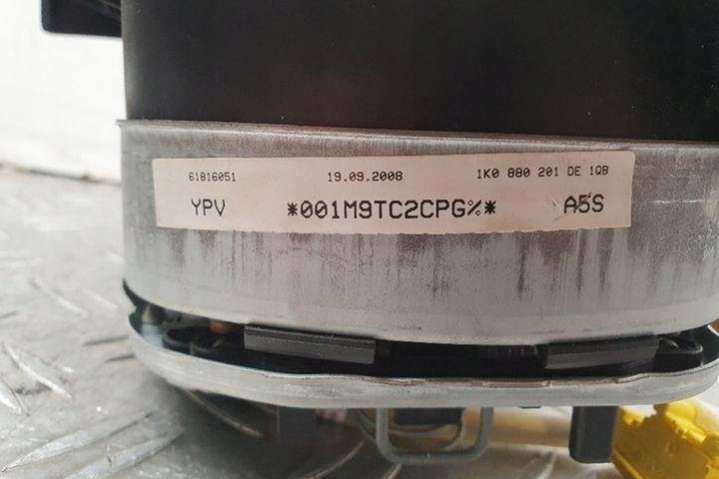 61816051 19.09.2008 1K0 880 201 DE 1QB
YPV *001M9TC2CPG%* A5S